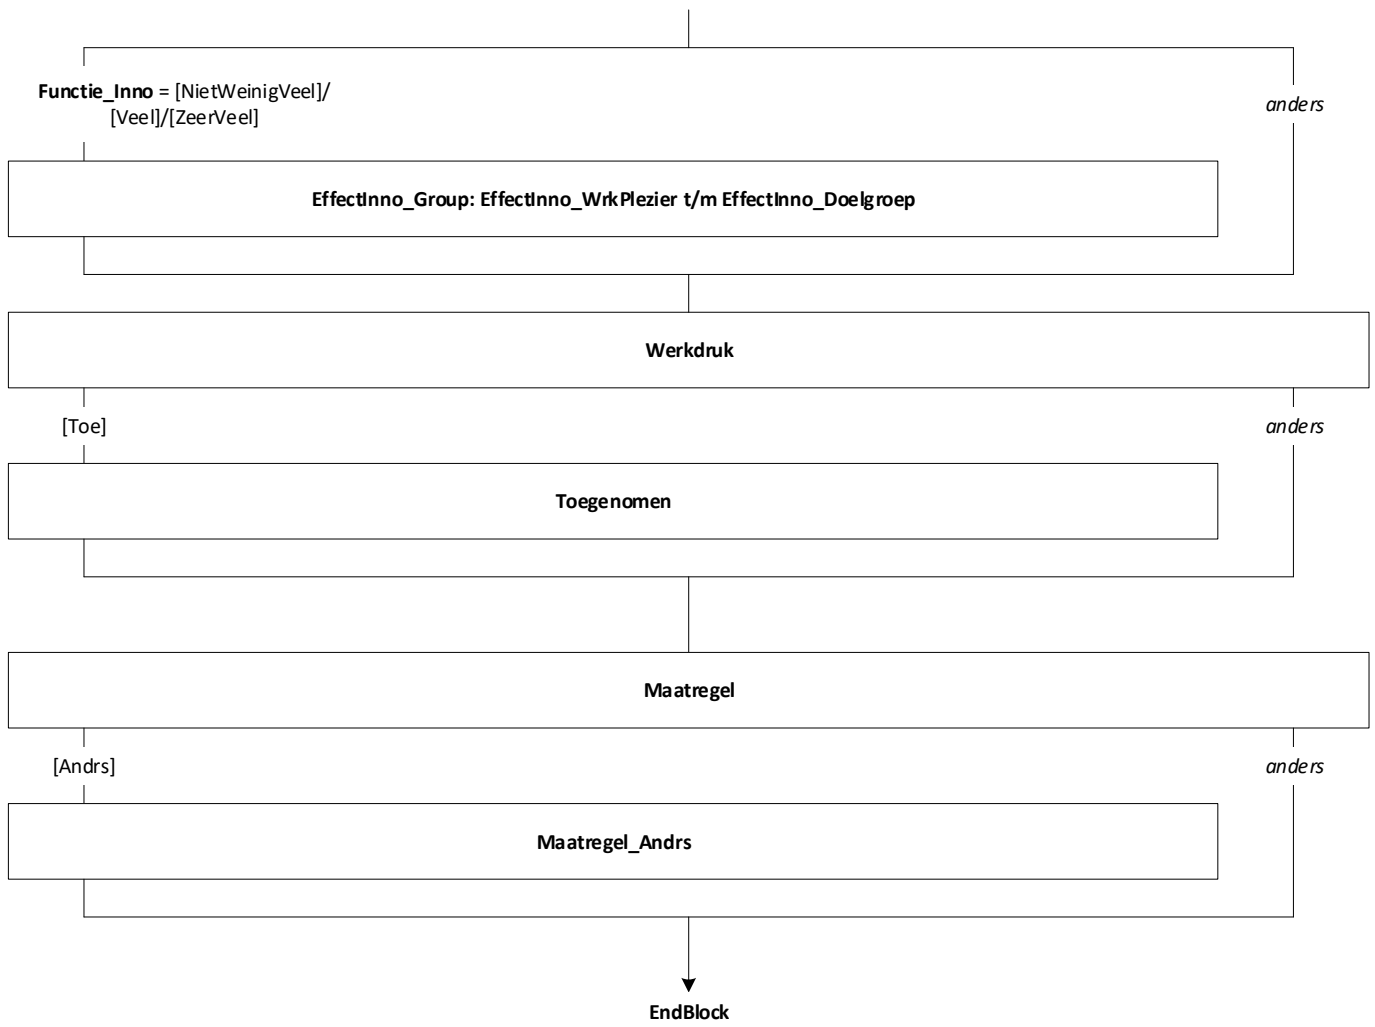 Functie_Inno = [NietWeinigVeel]/
[Veel]/[ZeerVeel]
anders
EffectInno_Group: EffectInno_WrkPlezier t/m EffectInno_Doelgroep
Werkdruk
[Toe]
anders
Toegenomen
Maatregel
[Andrs]
anders
Maatregel_Andrs
EndBlock